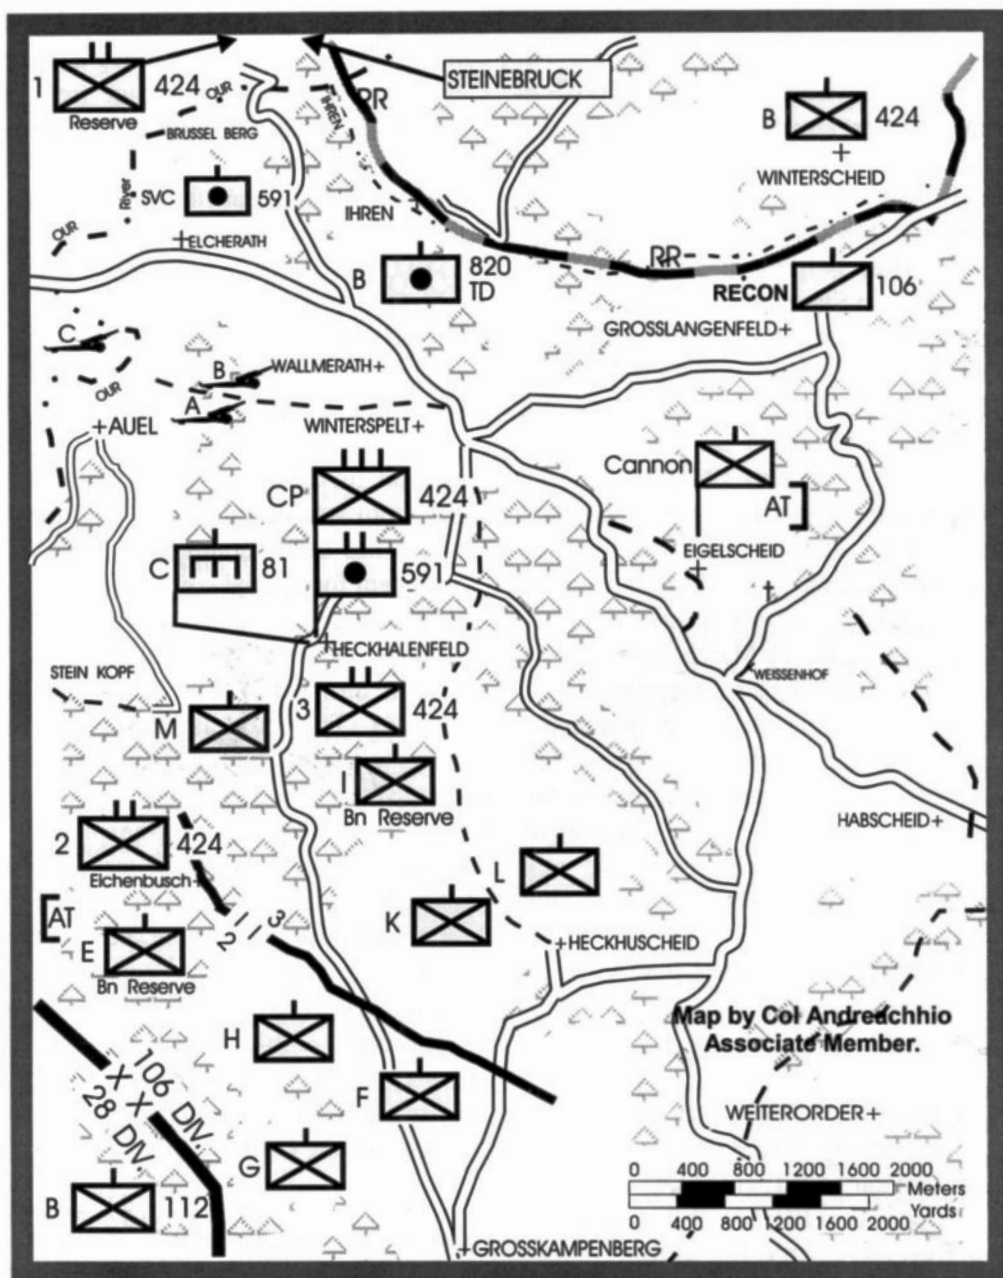 STEINEBRUCK
1
424
Reserve
OUR
IHREN
RR
B
424
BRUSSEL BERG
WINTERSCHEID
River
SVC
591
IHREN
OUR
ELCHERATH
RR
B
820
TD
RECON
106
GROSSLANGENFELD
C
OUR
B
WALLMERATH
A
AUEL
WINTERSPELT
Cannon
AT
CP
424
EIGELSCHEID
C
81
591
HECKHALENFELD
STEIN KOPF
WEISSENHOF
M
3
424
I
Bn Reserve
HABSCHEID
2
424
Eichenbusch
L
AT
K
2
3
HECKHUSCHEID
E
Bn Reserve
Map by Col Andreachhio
Associate Member.
H
106 DIV.
X X
28 DIV.
F
WEITERORDER
G
0 400 800 1200 1600 2000
Meters
B
112
Yards
0 400 800 1200 1600 2000
GROSSKAMPENBERG